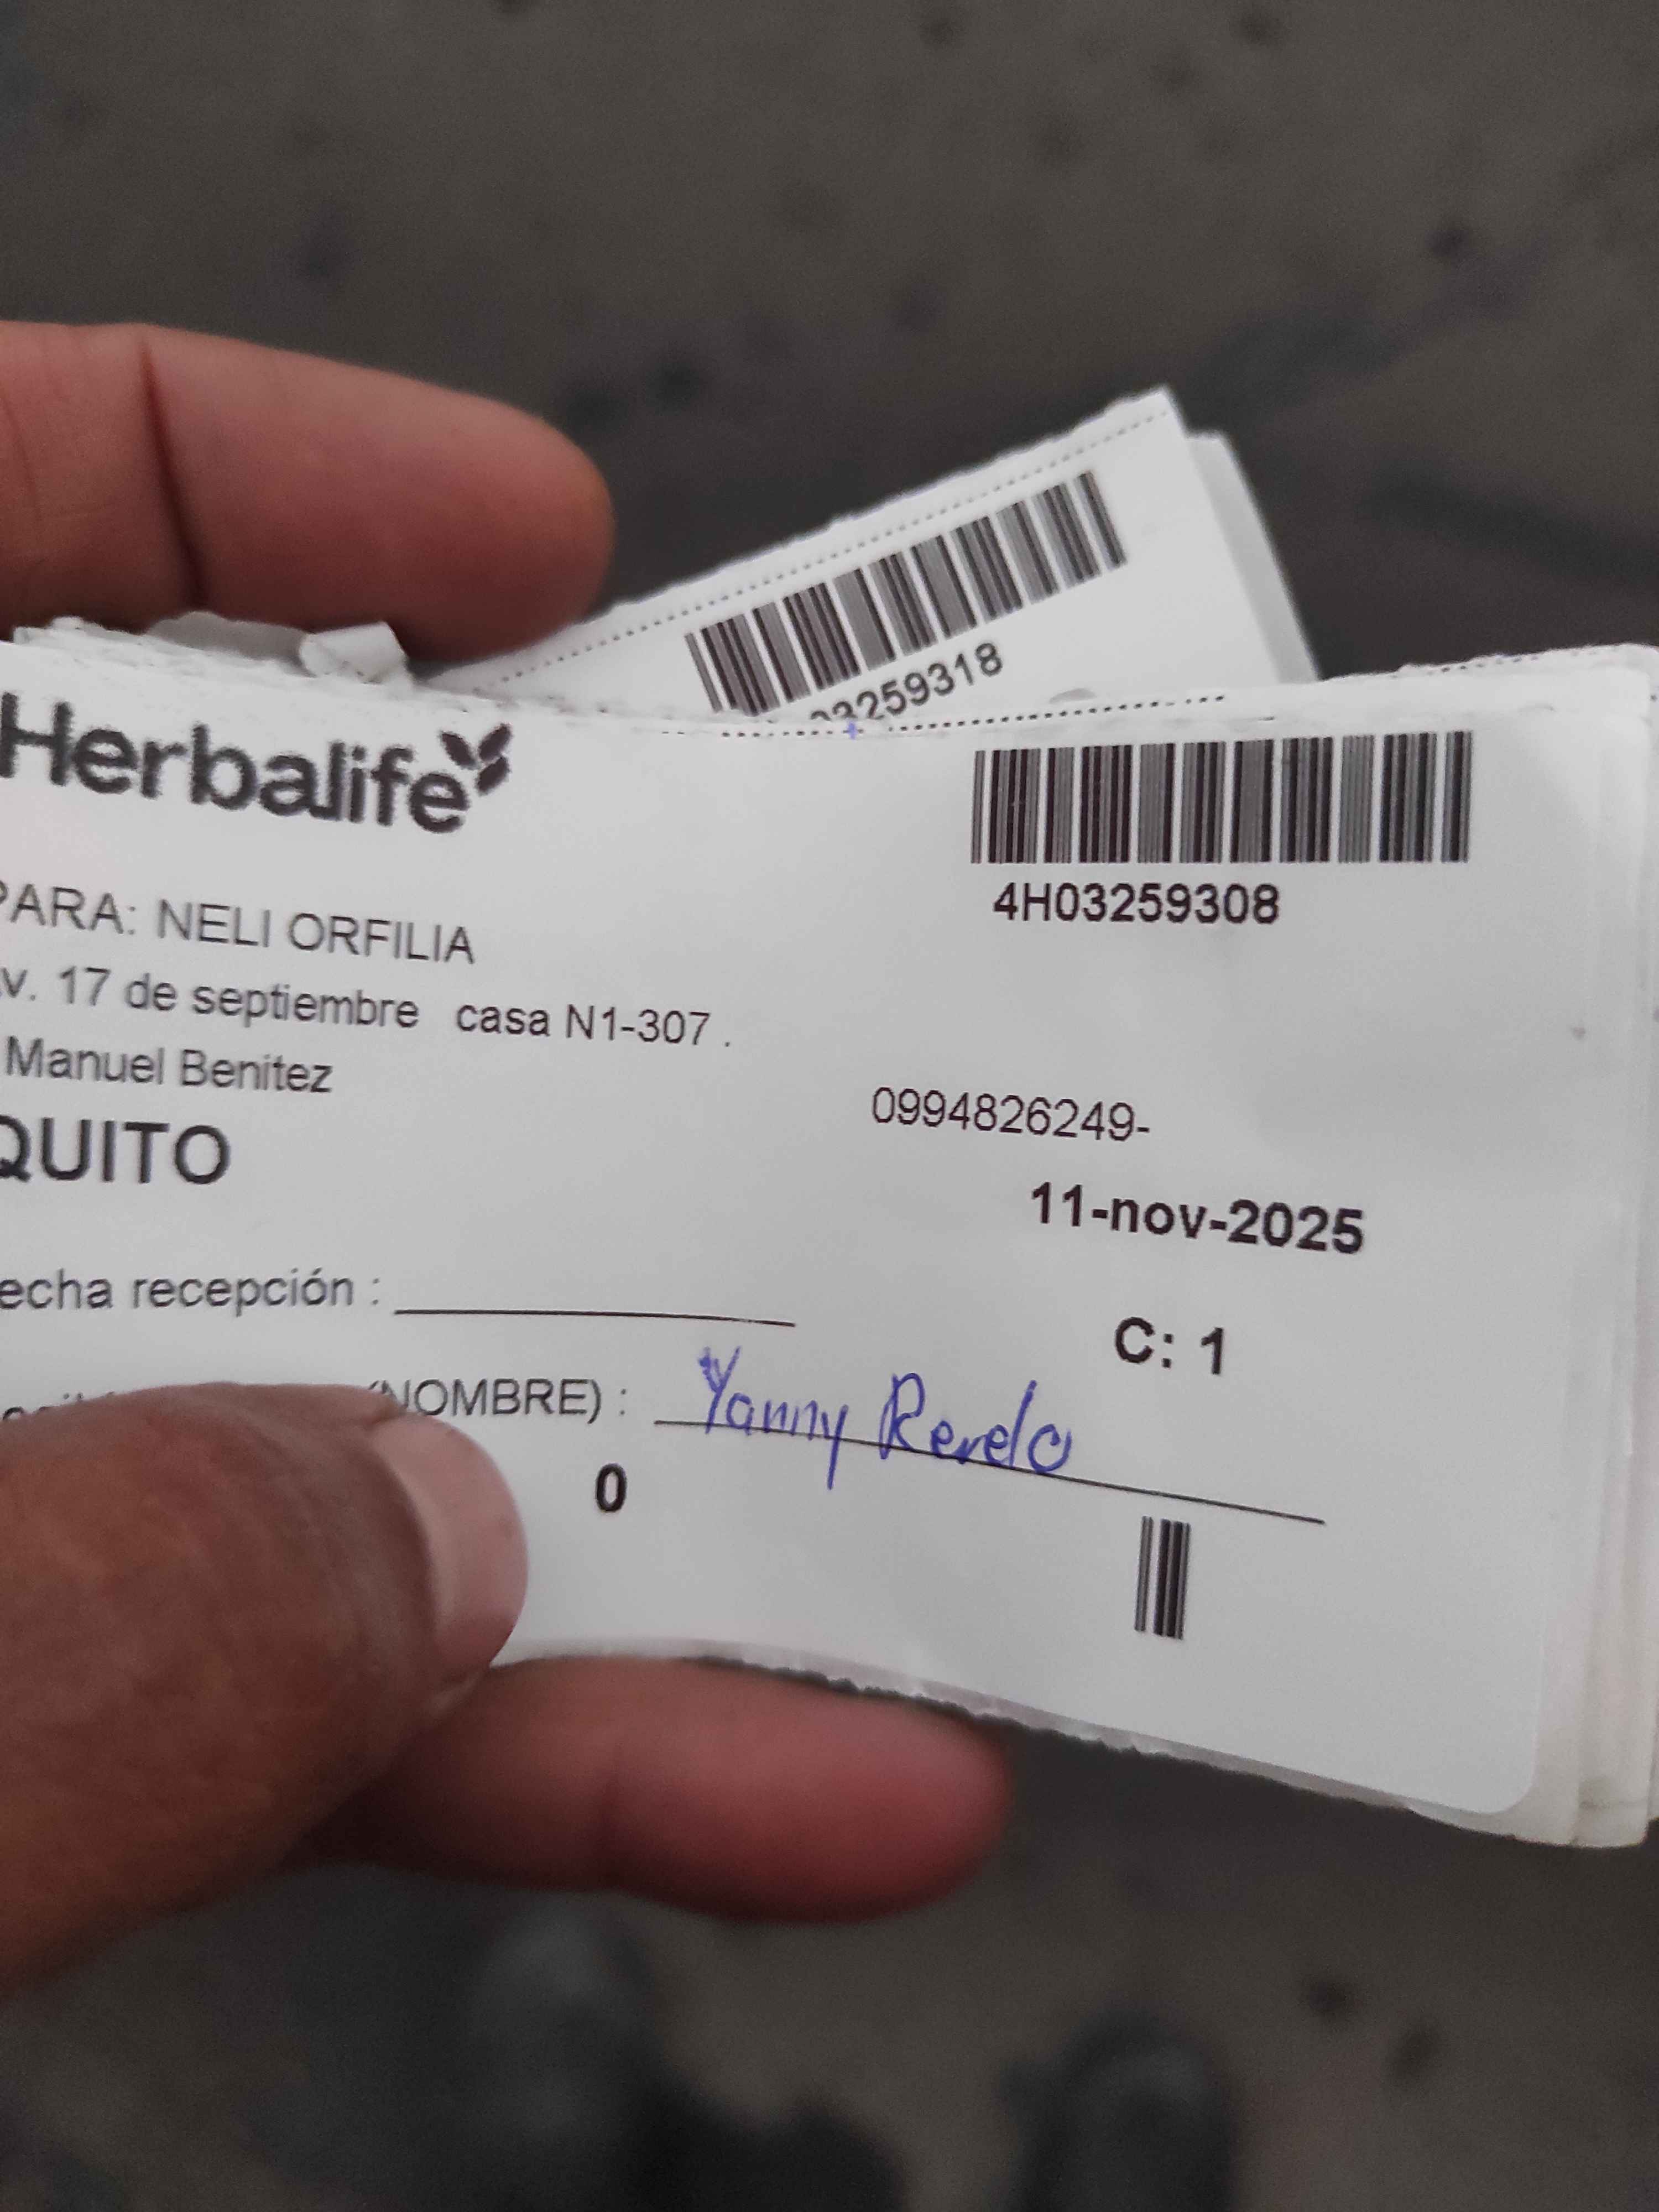 03259318
Herbalife
4H03259308
PARA: NELI ORFILIA
v. 17 de septiembre casa N1-307 .
Manuel Benitez
0994826249-
QUITO
11-nov-2025
echa recepción :
C: 1
(NOMBRE) : Yanny Revelo
0